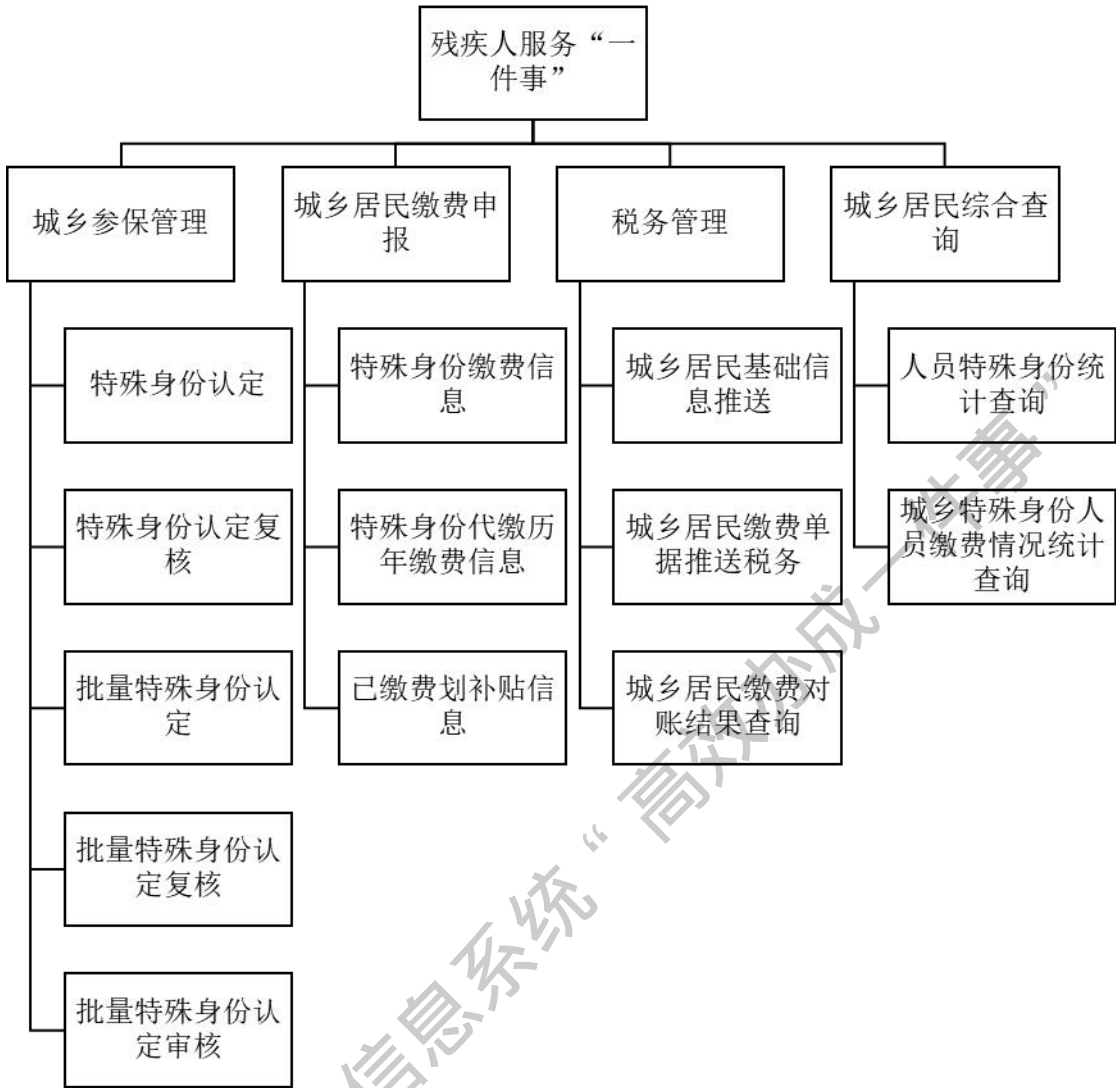 残疾人服务“一
件事”
城乡参保管理
城乡居民缴费申
报
税务管理
城乡居民综合查
询
特殊身份认定
特殊身份认定复
核
批量特殊身份认
定
批量特殊身份认
定复核
批量特殊身份认
定审核
特殊身份缴费信
息
特殊身份代缴历
年缴费信息
已缴费划补贴信
息
城乡居民基础信
息推送
城乡居民缴费单
据推送税务
城乡居民缴费对
账结果查询
人员特殊身份统
计查询
城乡特殊身份人
员缴费情况统计
查询
信息系统“高效办成一件事”